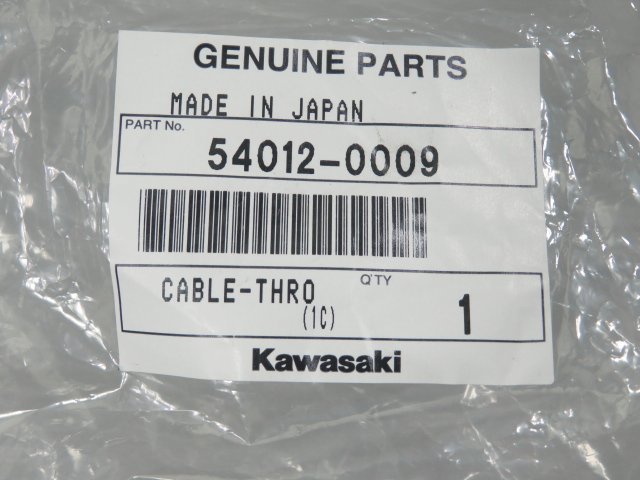 GENUINE PARTS
MADE IN JAPAN
PART No.
54012-0009
CABLE-THRO
Q'TY
(1C)
1
Kawasaki